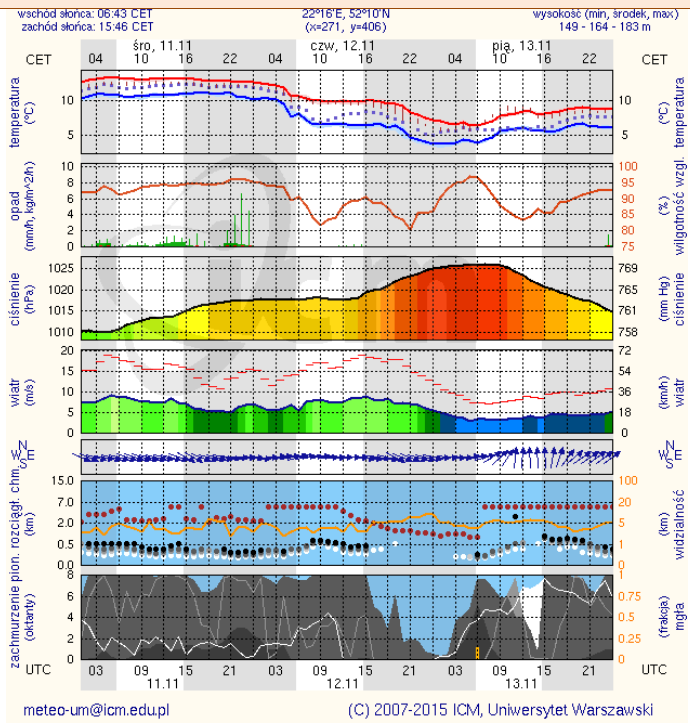 wschód słońca: 06:43 CET 22°16'E, 52°10'N wysokość (min, środek, max)
zachód słońca: 15:46 CET (x=271, y=406) 149 - 164 - 183 m
śro, 11.11 czw, 12.11 pią, 13.11
CET 04 10 16 22 04 10 16 22 04 10 16 22 CET
temperatura (°C) 10 5 10 5 (°C) temperatura
opad (mm/h, kg/m^2/h) 10 8 6 4 2 0 100 95 90 85 80 75 (%) wilgotność wzgl.
ciśnienie (hPa) 1025 1020 1015 1010 769 765 761 758 (mm Hg) ciśnienie
wiatr (m/s) 20 15 10 5 0 72 54 36 18 0 (km/h) wiatr
N W E S N W E S
pion. rozciągł. chm. (km) 15.0 7.0 2.0 0.5 0.0 100 20 5 1 0 (km) widzialność
zachmurzenie (oktanty) 8 6 4 2 0 1 0.75 0.5 0.25 0 (frakcja) mgła
UTC 03 09 15 21 03 09 15 21 03 09 15 21 UTC
11.11 12.11 13.11
meteo-um@icm.edu.pl (C) 2007-2015 ICM, Uniwersytet Warszawski
icm